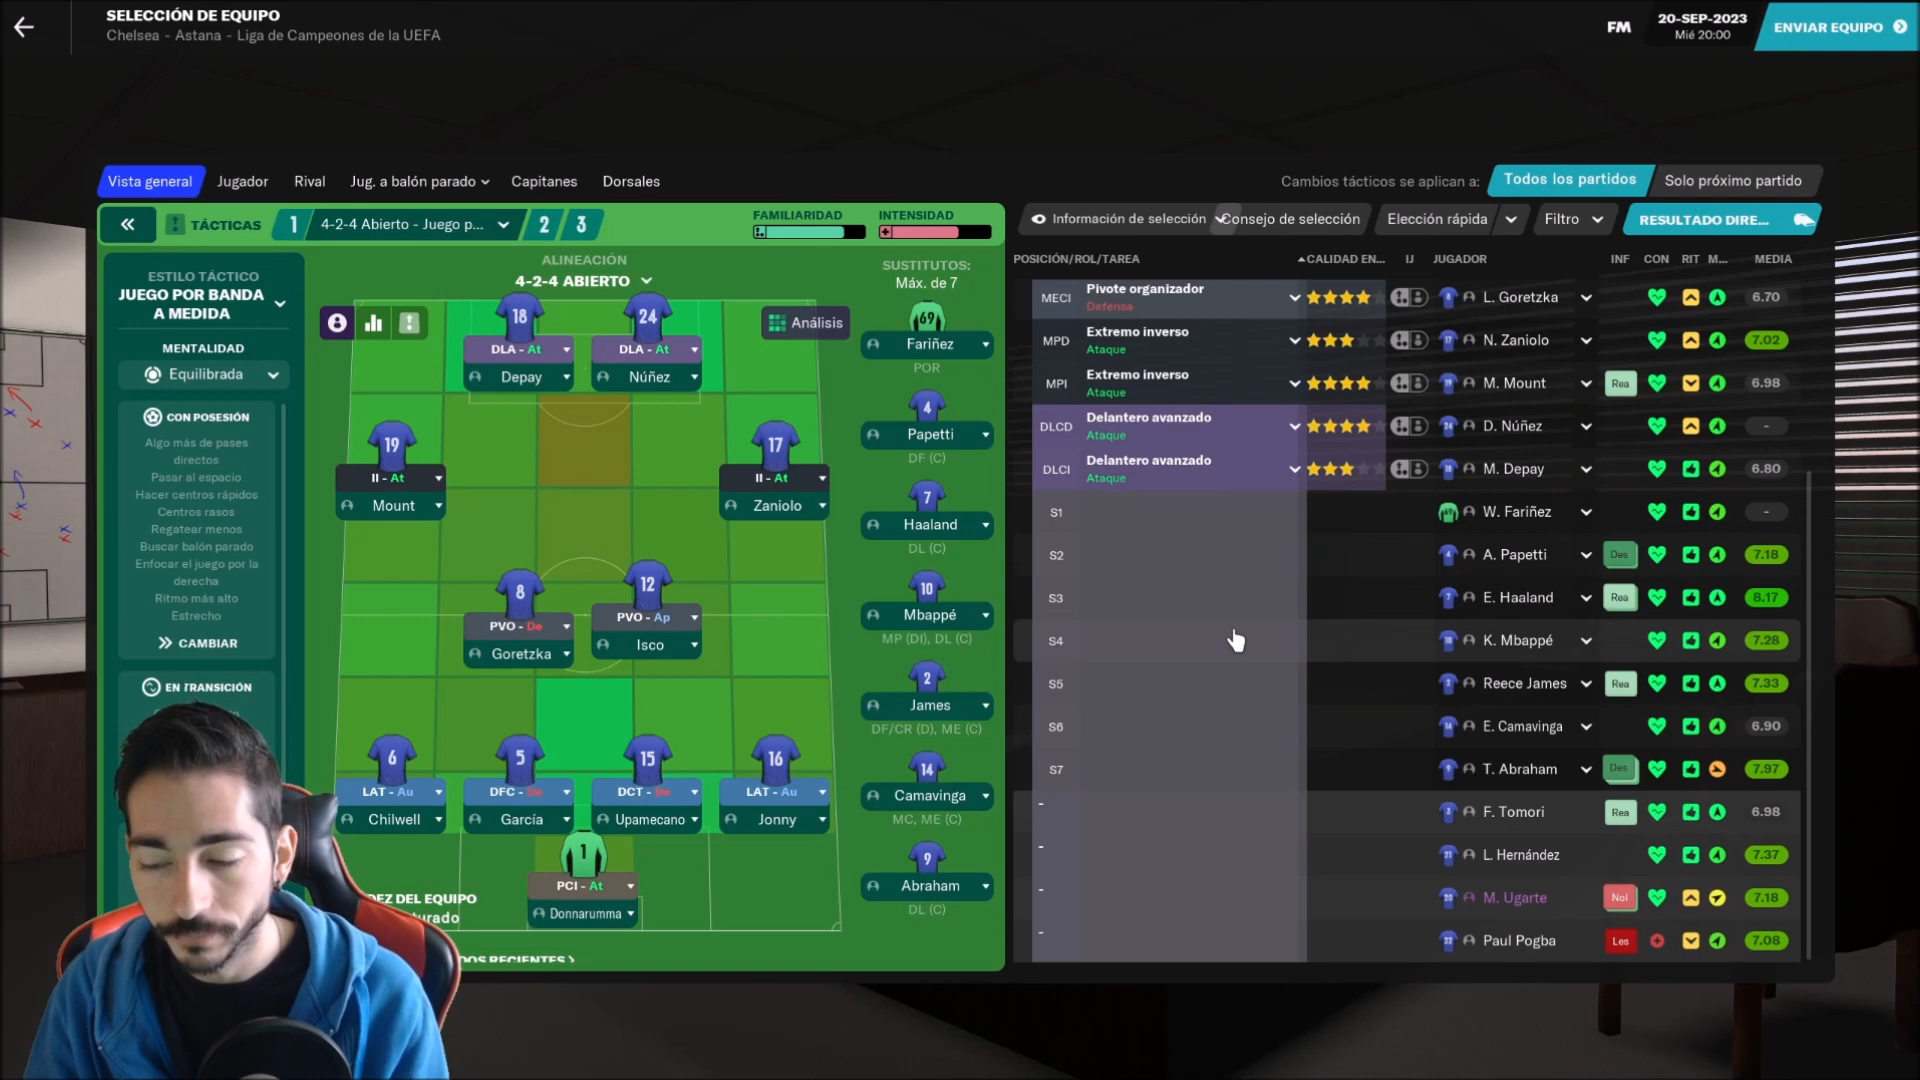 SELECCIÓN DE EQUIPO
Chelsea - Astana - Liga de Campeones de la UEFA
FM
20-SEP-2023
Mié 20:00
ENVIAR EQUIPO
Vista general
Jugador
Rival
Jug. a balón parado
Capitanes
Dorsales
Cambios tácticos se aplican a:
Todos los partidos
Solo próximo partido
TÁCTICAS
1
4-2-4 Abierto - Juego p...
2
3
FAMILIARIDAD
INTENSIDAD
Información de selección
Consejo de selección
Elección rápida
Filtro
RESULTADO DIRE...
ESTILO TÁCTICO
JUEGO POR BANDA
A MEDIDA
MENTALIDAD
Equilibrada
CON POSESIÓN
Algo más de pases
directos
Pasar al espacio
Hacer centros rápidos
Centros rasos
Regatear menos
Buscar balón parado
Enfocar el juego por la
derecha
Ritmo más alto
Estrecho
CAMBIAR
EN TRANSICIÓN
ALINEACIÓN
4-2-4 ABIERTO
Análisis
18
DLA - At
Depay
24
DLA - At
Núñez
19
II - At
Mount
17
II - At
Zaniolo
8
PVO - De
Goretzka
12
PVO - Ap
Isco
6
LAT - Au
Chilwell
5
DFC - De
García
15
DCT - De
Upamecano
16
LAT - Au
Jonny
1
PCI - At
Donnarumma
DEZ DEL EQUIPO
turado
DOS RECIENTES
SUSTITUTOS:
Máx. de 7
69
Fariñez
POR
4
Papetti
DF (C)
7
Haaland
DL (C)
10
Mbappé
MP (DI), DL (C)
2
James
DF/CR (D), ME (C)
14
Camavinga
MC, ME (C)
9
Abraham
DL (C)
POSICIÓN/ROL/TAREA
CALIDAD EN...
IJ
JUGADOR
INF
CON
RIT
M...
MEDIA
MECI
Pivote organizador
Defensa
L. Goretzka
6.70
MPD
Extremo inverso
Ataque
N. Zaniolo
7.02
MPI
Extremo inverso
Ataque
M. Mount
Rea
6.98
DLCD
Delantero avanzado
Ataque
D. Núñez
-
DLCI
Delantero avanzado
Ataque
M. Depay
6.80
S1
W. Fariñez
-
S2
A. Papetti
Des
7.18
S3
E. Haaland
Rea
8.17
S4
K. Mbappé
7.28
S5
Reece James
Rea
7.33
S6
E. Camavinga
6.90
S7
T. Abraham
Des
7.97
-
F. Tomori
Rea
6.98
-
L. Hernández
7.37
-
M. Ugarte
Nol
7.18
-
Paul Pogba
Les
7.08